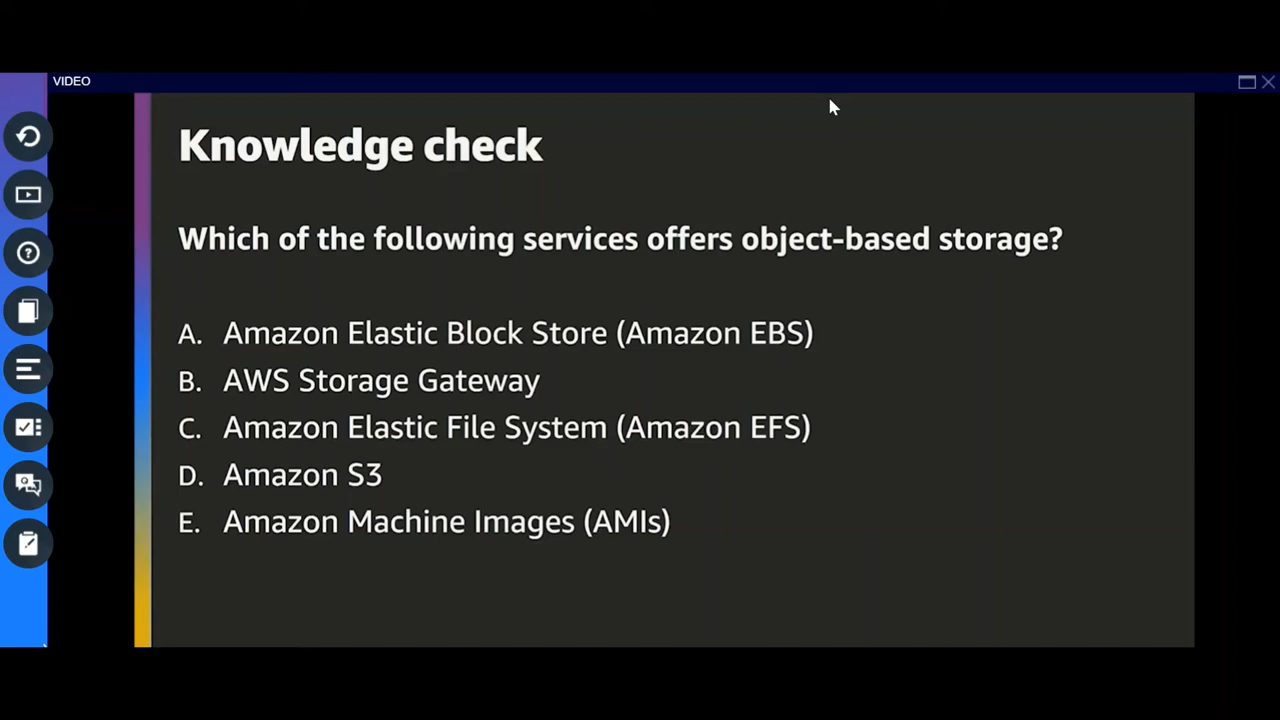 VIDEO
Knowledge check
Which of the following services offers object-based storage?
A. Amazon Elastic Block Store (Amazon EBS)
B. AWS Storage Gateway
C. Amazon Elastic File System (Amazon EFS)
D. Amazon S3
E. Amazon Machine Images (AMIs)